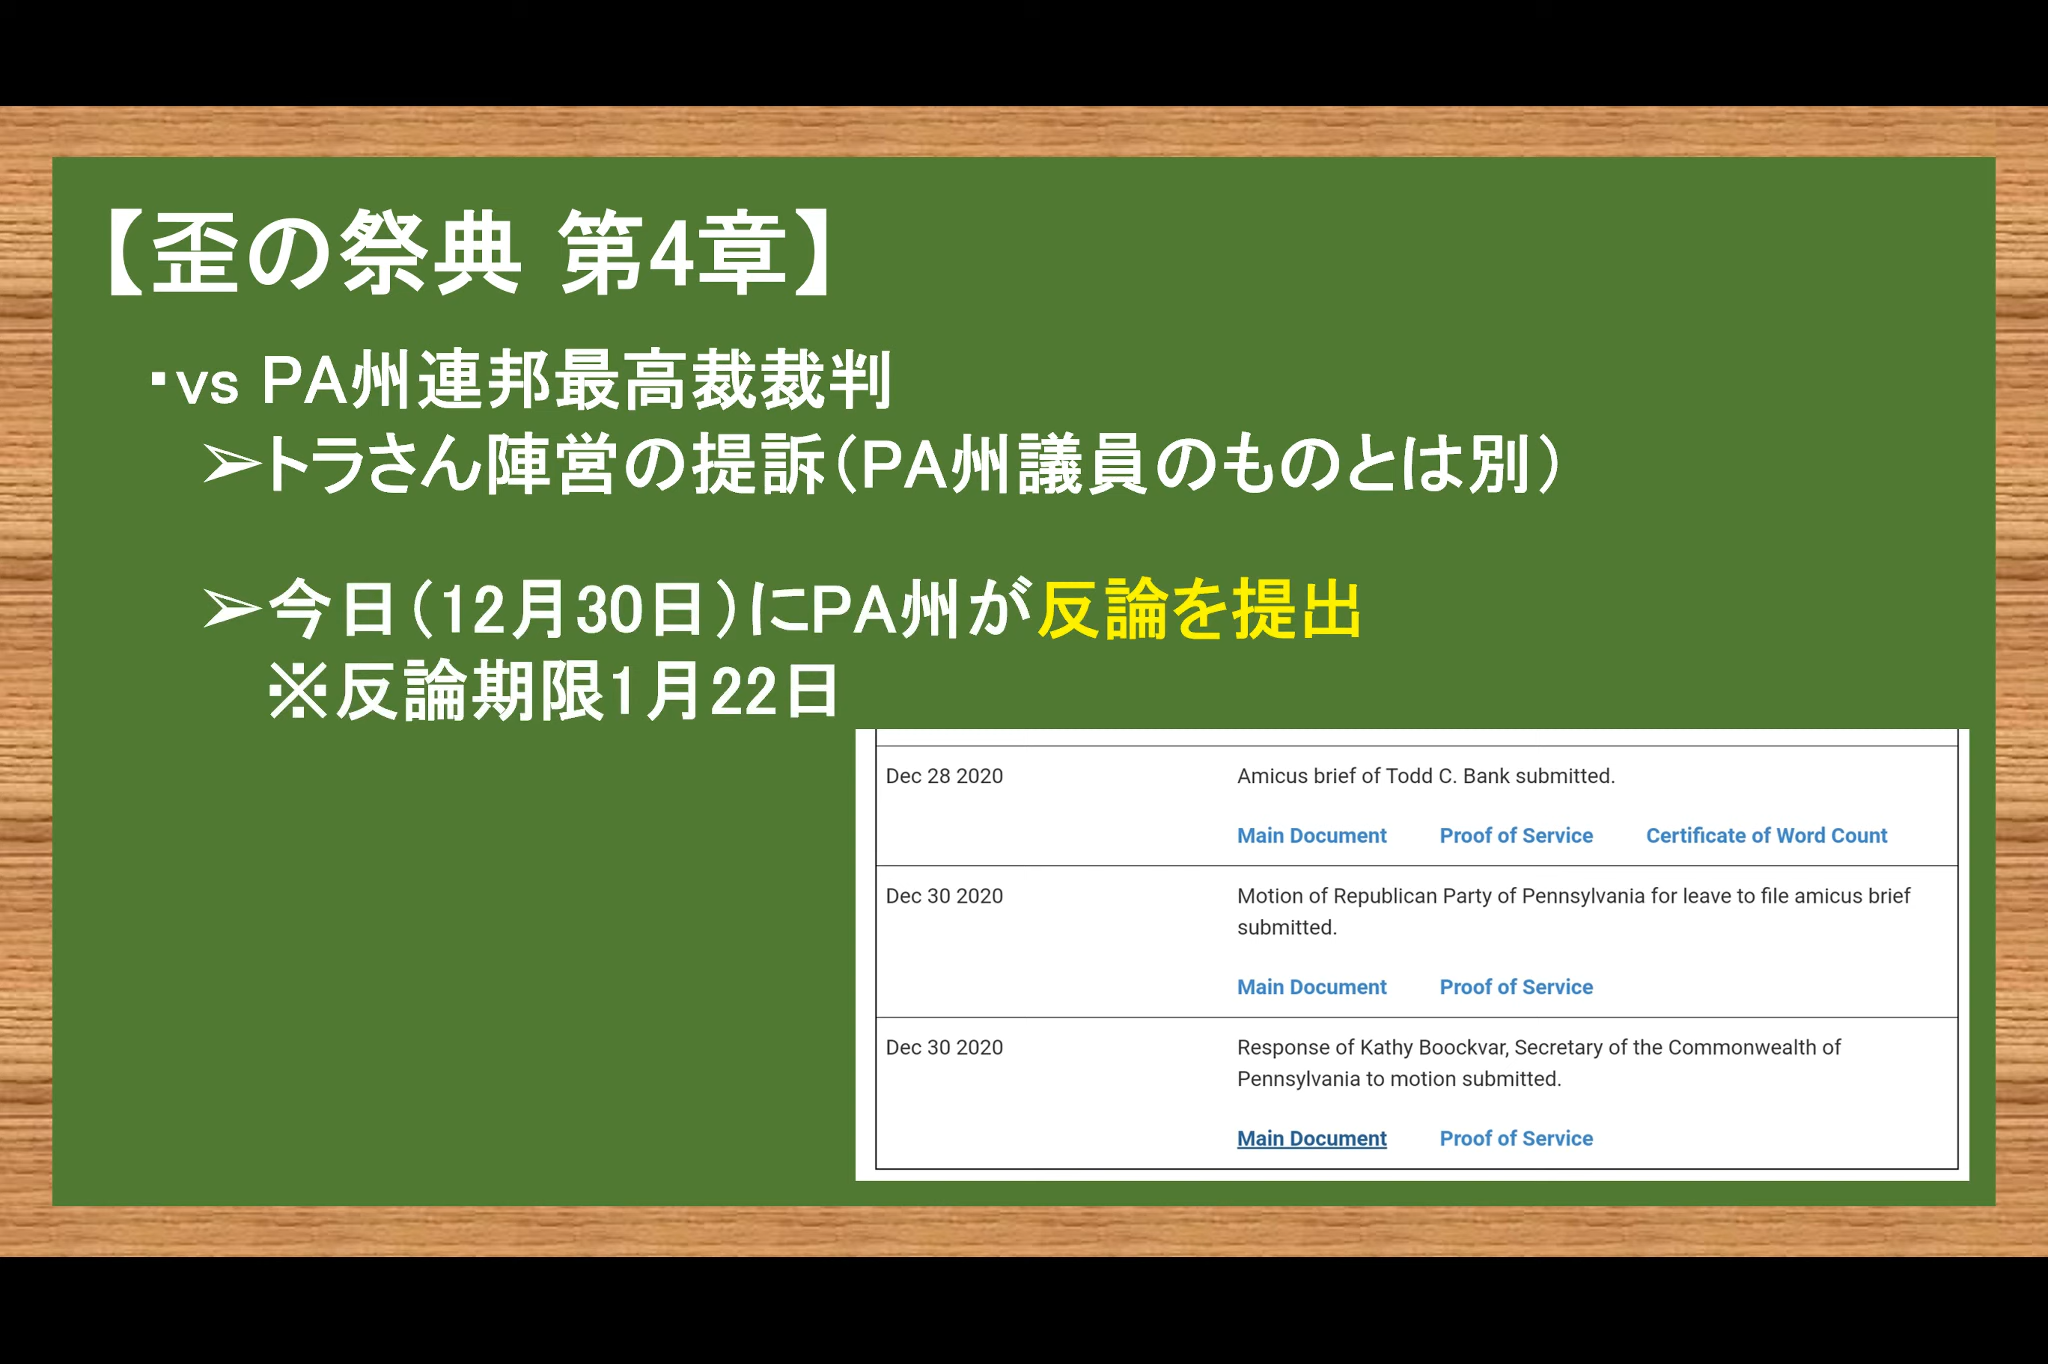 【歪の祭典 第4章】
・vs PA州連邦最高裁裁判
➢トラさん陣営の提訴(PA州議員のものとは別)
➢今日(12月30日)にPA州が反論を提出
※反論期限1月22日
Dec 28 2020 Amicus brief of Todd C. Bank submitted.
Main Document Proof of Service Certificate of Word Count
Dec 30 2020 Motion of Republican Party of Pennsylvania for leave to file amicus brief
submitted.
Main Document Proof of Service
Dec 30 2020 Response of Kathy Boockvar, Secretary of the Commonwealth of
Pennsylvania to motion submitted.
Main Document Proof of Service